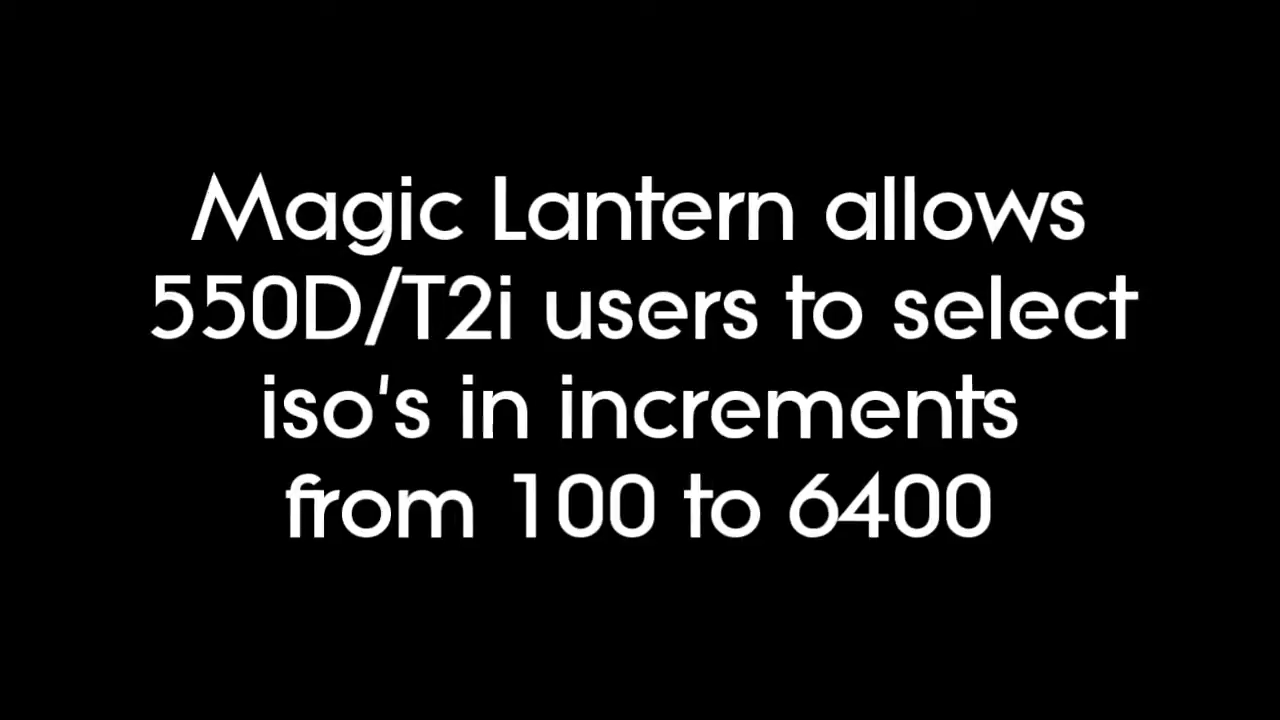 Magic Lantern allows
550D/T2i users to select
iso's in increments
from 100 to 6400